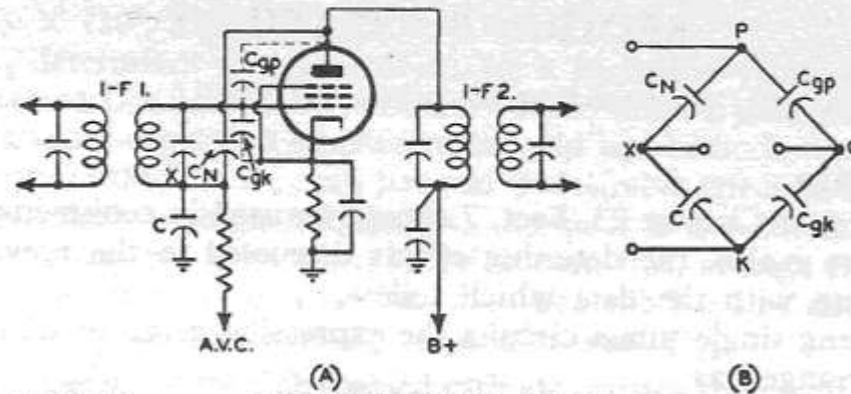 I-F 1.
Cgp
I-F 2.
X
CN
Cgk
C
A.V.C.
B+
(A)
P
CN
Cgp
X
C
Cgk
K
(B)